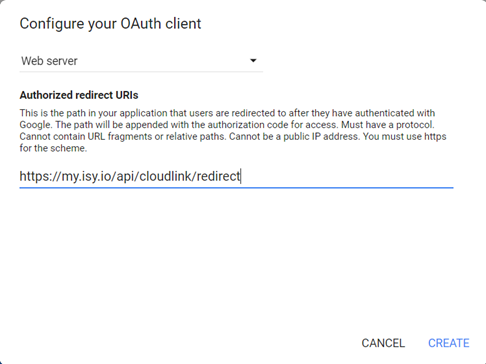 Configure your OAuth client
Web server
Authorized redirect URIs
This is the path in your application that users are redirected to after they have authenticated with
Google. The path will be appended with the authorization code for access. Must have a protocol.
Cannot contain URL fragments or relative paths. Cannot be a public IP address. You must use https
for the scheme.
https://my.isy.io/api/cloudlink/redirect
CANCEL CREATE